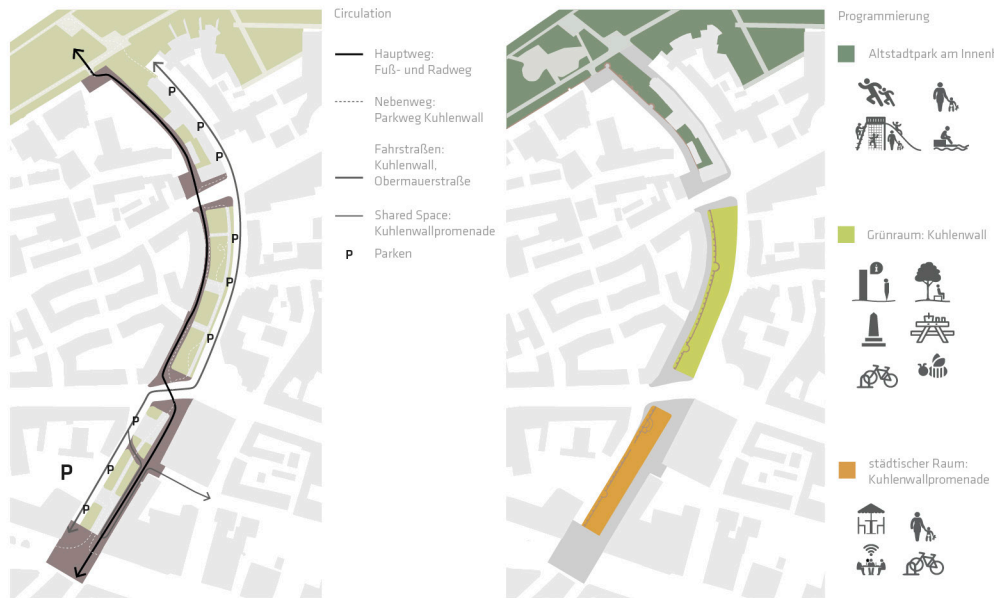 Circulation
Hauptweg:
Fuß- und Radweg
Nebenweg:
Parkweg Kuhlenwall
Fahrstraßen:
Kuhlenwall,
Obermauerstraße
Shared Space:
Kuhlenwallpromenade
P Parken
P
P
P
P
P
P
P
P
P
P
Programmierung
Altstadtpark am Innenh
i
Grünraum: Kuhlenwall
städtischer Raum:
Kuhlenwallpromenade